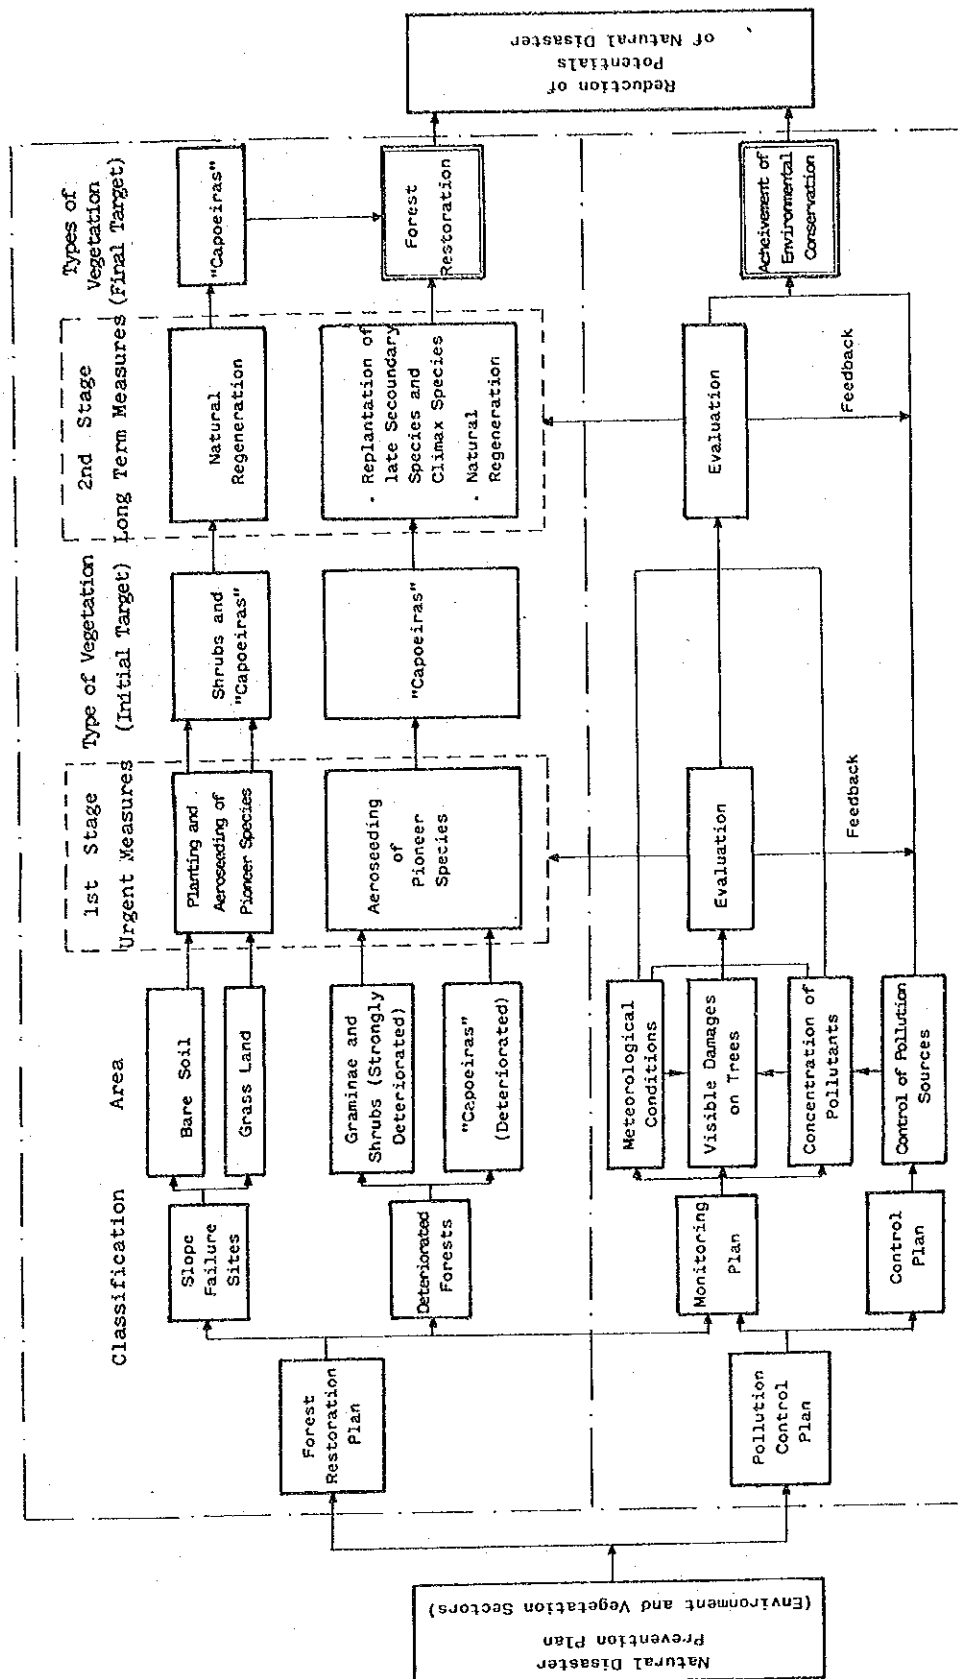 Natural Disaster
Prevention Plan
(Environment and Vegetation Sectors)
Forest
Restoration
Plan
Pollution
Control
Plan
Classification
Slope
Failure
Sites
Deteriorated
Forests
Monitoring
Plan
Control
Plan
Area
Bare Soil
Grass Land
Graminae and
Shrubs (Strongly
Deteriorated)
"Capoeiras"
(Deteriorated)
Meteorological
Conditions
Visible Damages
on Trees
Concentration of
Pollutants
Control of Pollution
Sources
1st Stage
Urgent Measures
Planting and
Aeroseeding of
Pioneer Species
Aeroseeding
of
Pioneer
Species
Evaluation
Feedback
Type of Vegetation
(Initial Target)
Shrubs and
"Capoeiras"
"Capoeiras"
2nd Stage
Long Term Measures
Natural
Regeneration
. Replantation of
late Secoundary
Species and
Climax Species
. Natural
Regeneration
Evaluation
Feedback
Types of
Vegetation
(Final Target)
"Capoeiras"
Forest
Restoration
Acheivement of
Environmental
Conservation
Reduction of
Potentials
of Natural Disaster